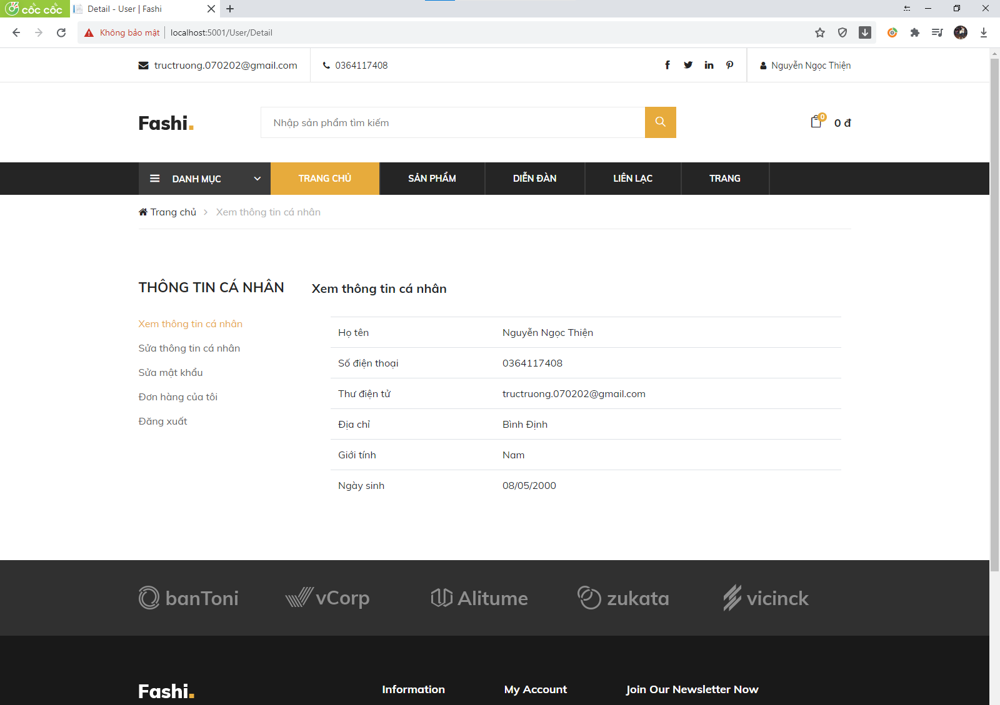 cốc cốc
Detail - User | Fashi
Không bảo mật
localhost:5001/User/Detail
tructruong.070202@gmail.com
0364117408
Nguyễn Ngọc Thiện
Fashi.
Nhập sản phẩm tìm kiếm
0
0 đ
DANH MỤC
TRANG CHỦ
SẢN PHẨM
DIỄN ĐÀN
LIÊN LẠC
TRANG
Trang chủ
Xem thông tin cá nhân
THÔNG TIN CÁ NHÂN
Xem thông tin cá nhân
Sửa thông tin cá nhân
Sửa mật khẩu
Đơn hàng của tôi
Đăng xuất
Xem thông tin cá nhân
Họ tên Nguyễn Ngọc Thiện
Số điện thoại 0364117408
Thư điện tử tructruong.070202@gmail.com
Địa chỉ Bình Định
Giới tính Nam
Ngày sinh 08/05/2000
banToni
vCorp
Alitume
zukata
vicinck
Fashi.
Information
My Account
Join Our Newsletter Now